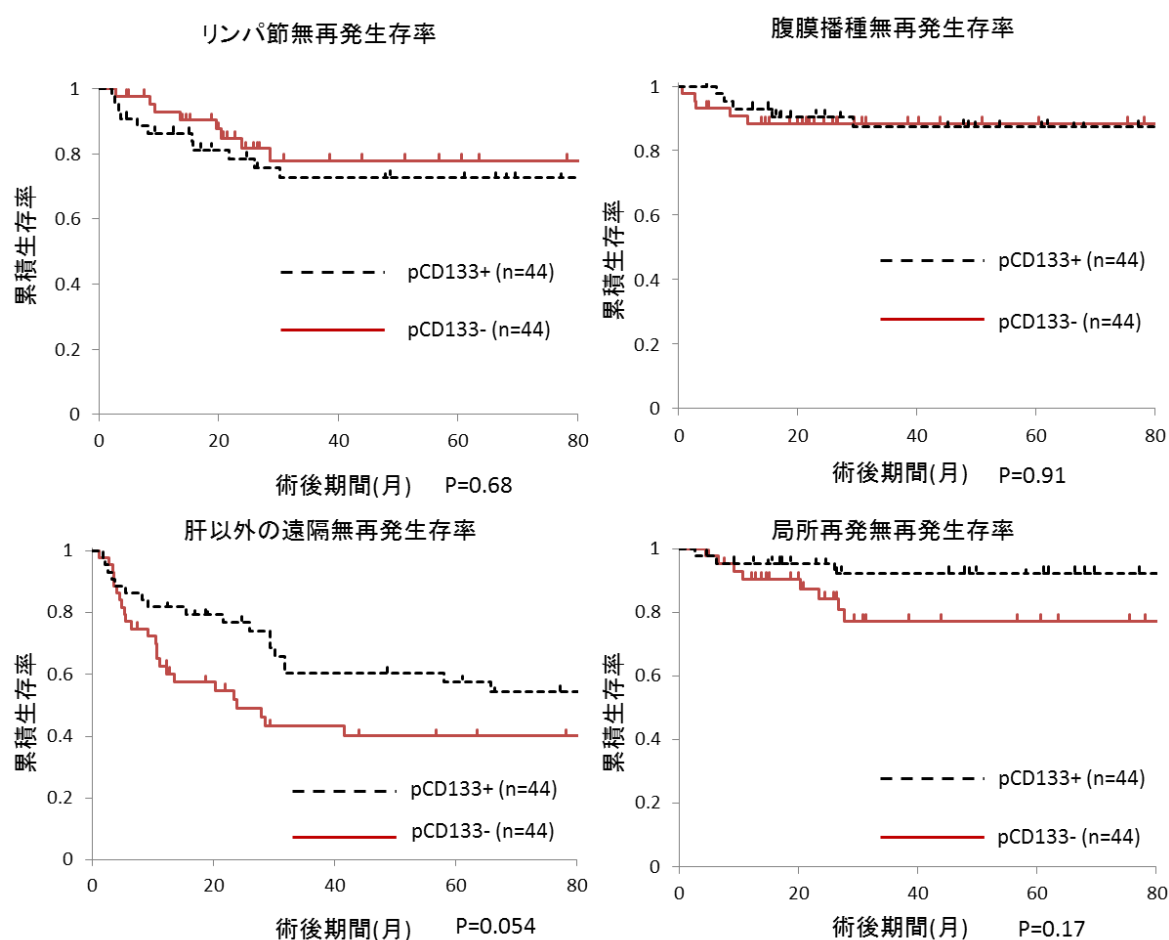 リンパ節無再発生存率
累積生存率
1
0.8
0.6
0.4
0.2
0
0 20 40 60 80
pCD133+ (n=44)
pCD133- (n=44)
術後期間(月) P=0.68
腹膜播種無再発生存率
累積生存率
1
0.8
0.6
0.4
0.2
0
0 20 40 60 80
pCD133+ (n=44)
pCD133- (n=44)
術後期間(月) P=0.91
肝以外の遠隔無再発生存率
累積生存率
1
0.8
0.6
0.4
0.2
0
0 20 40 60 80
pCD133+ (n=44)
pCD133- (n=44)
術後期間(月) P=0.054
局所再発無再発生存率
累積生存率
1
0.8
0.6
0.4
0.2
0
0 20 40 60 80
pCD133+ (n=44)
pCD133- (n=44)
術後期間(月) P=0.17